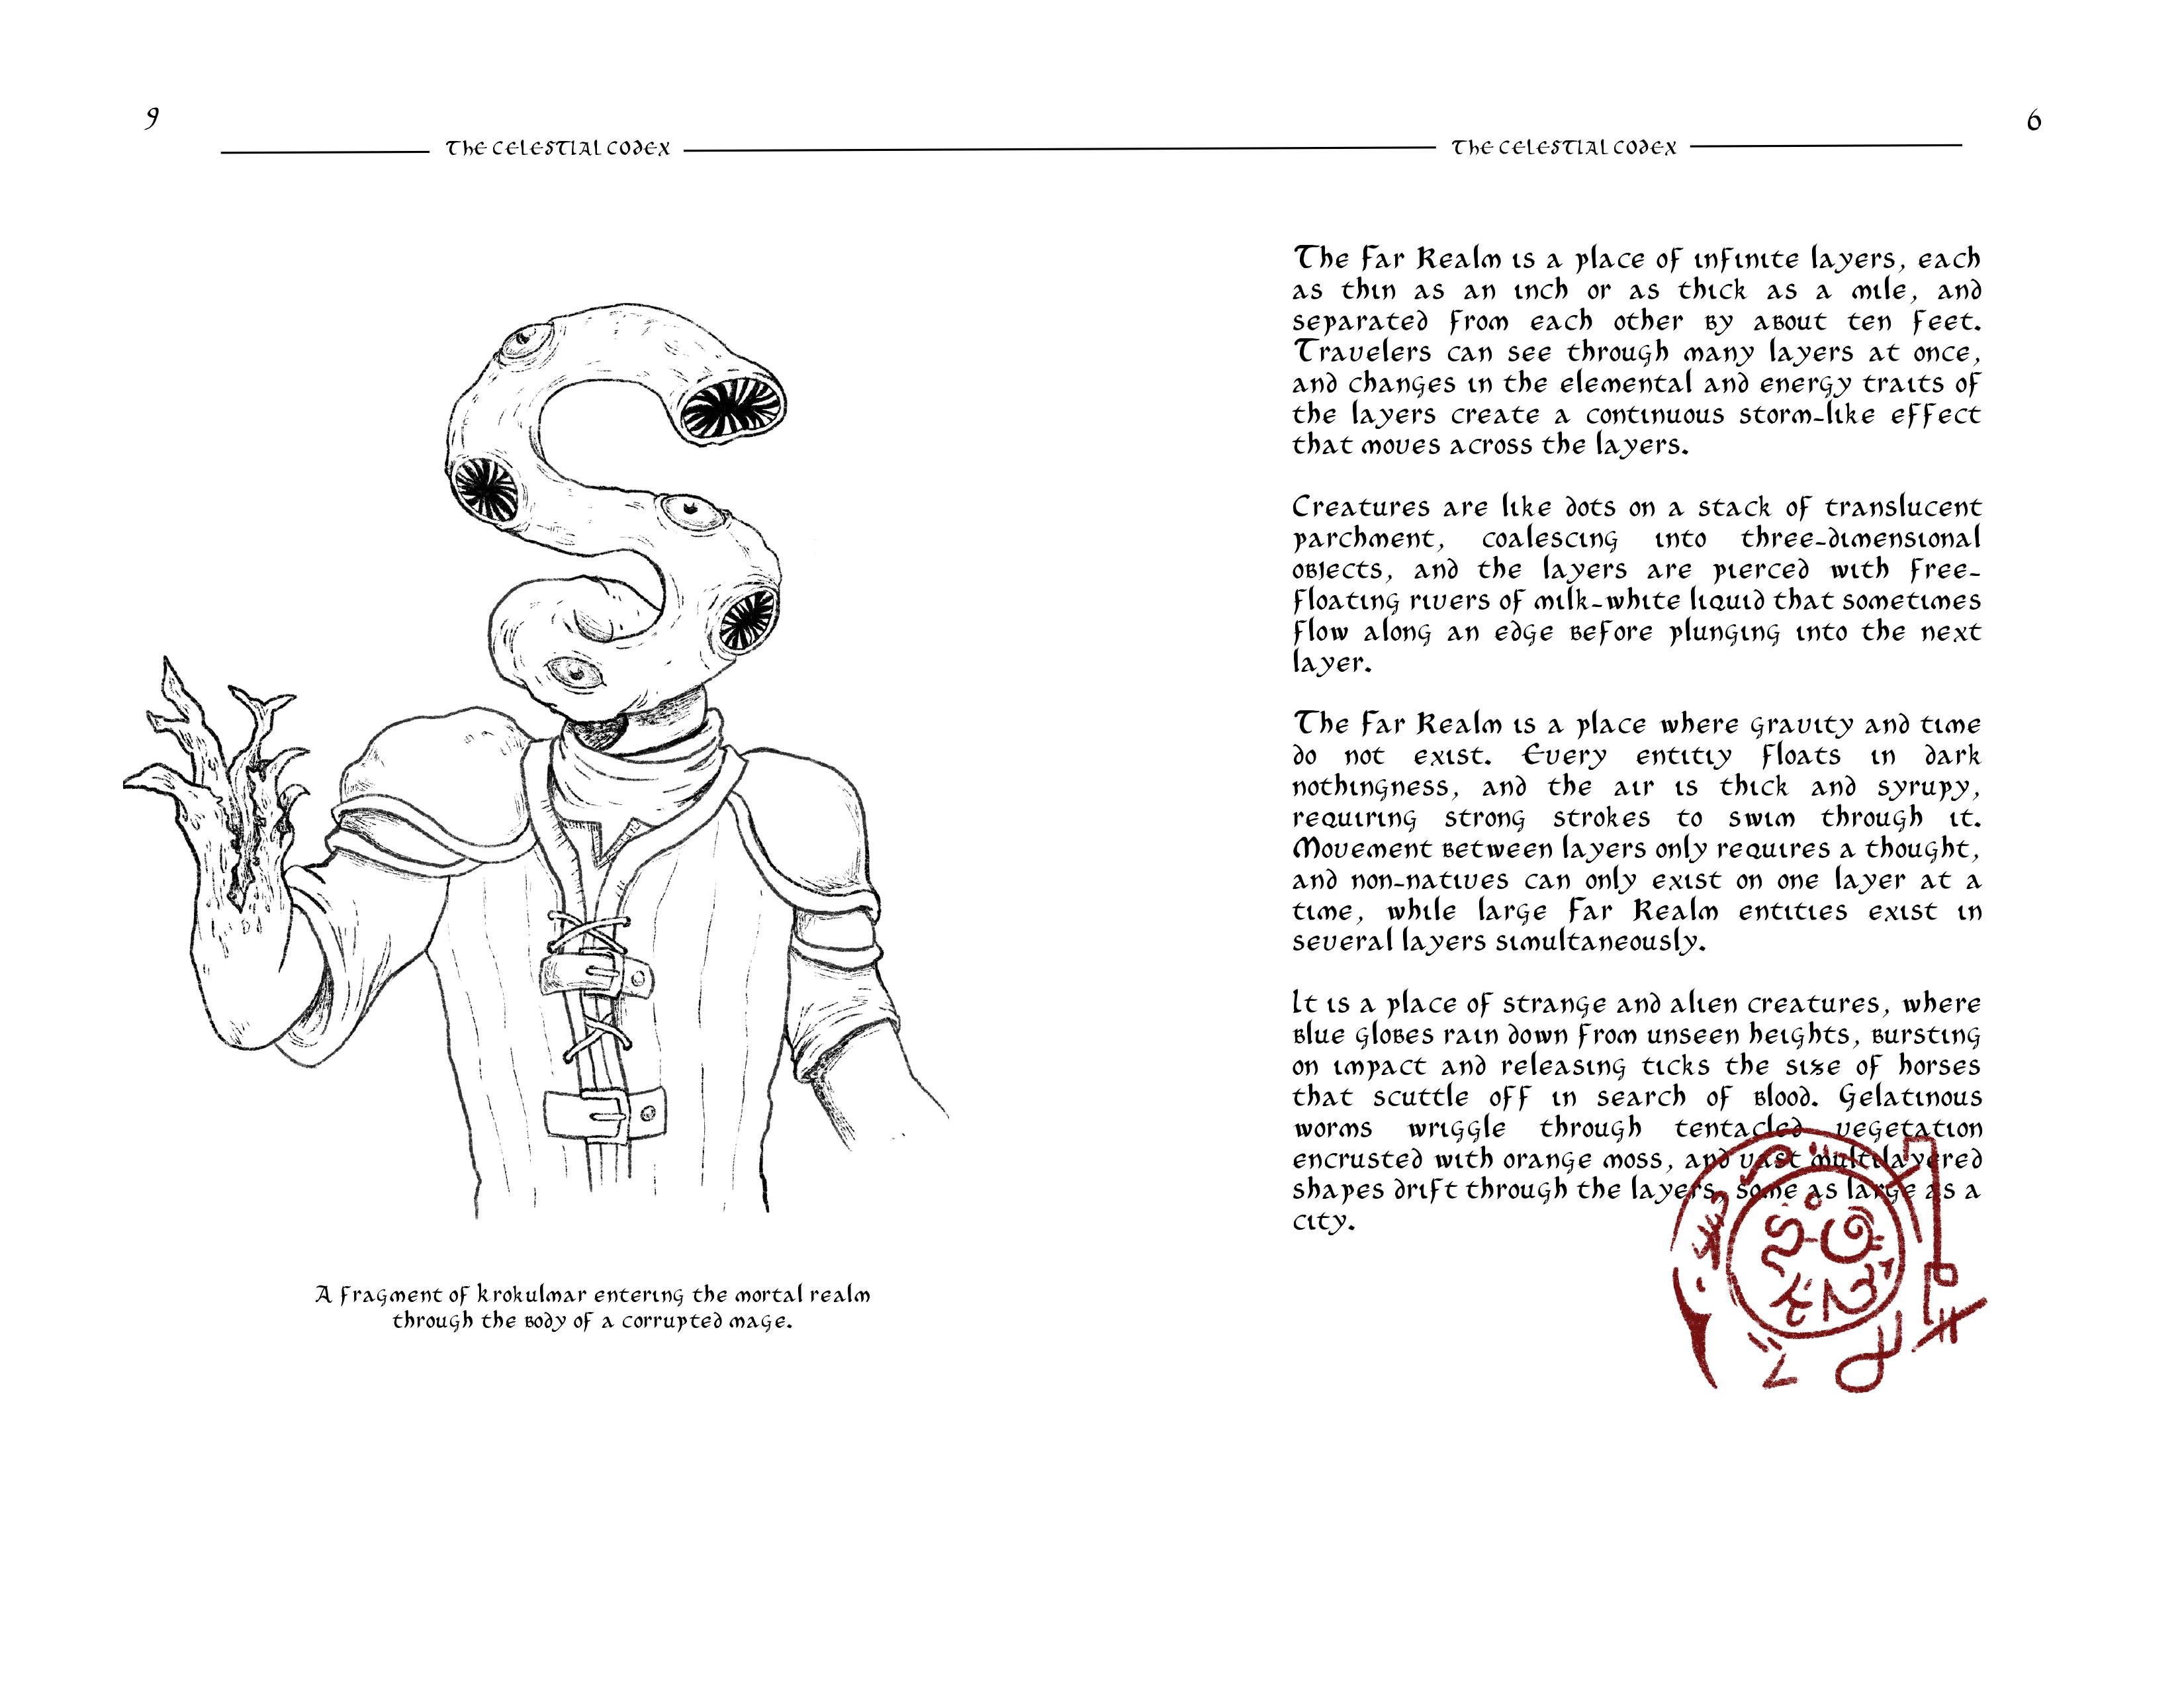 9
THE CELESTIAL CODEX
A fragment of krokulmar entering the mortal realm
through the body of a corrupted mage.
6
THE CELESTIAL CODEX
The Far Realm is a place of infinite layers, each
as thin as an inch or as thick as a mile, and
separated from each other by about ten feet.
Travelers can see through many layers at once,
and changes in the elemental and energy traits of
the layers create a continuous storm-like effect
that moves across the layers.
Creatures are like dots on a stack of translucent
parchment, coalescing into three-dimensional
objects, and the layers are pierced with free-
floating rivers of milk-white liquid that sometimes
flow along an edge before plunging into the next
layer.
The Far Realm is a place where gravity and time
do not exist. Every entitiy floats in dark
nothingness, and the air is thick and syrupy,
requiring strong strokes to swim through it.
Movement between layers only requires a thought,
and non-natives can only exist on one layer at a
time, while large Far Realm entities exist in
several layers simultaneously.
It is a place of strange and alien creatures, where
blue globes rain down from unseen heights, bursting
on impact and releasing ticks the size of horses
that scuttle off in search of blood. Gelatinous
worms wriggle through tentacled vegetation
encrusted with orange moss, and vast multilayered
shapes drift through the layers, some as large as a
city.